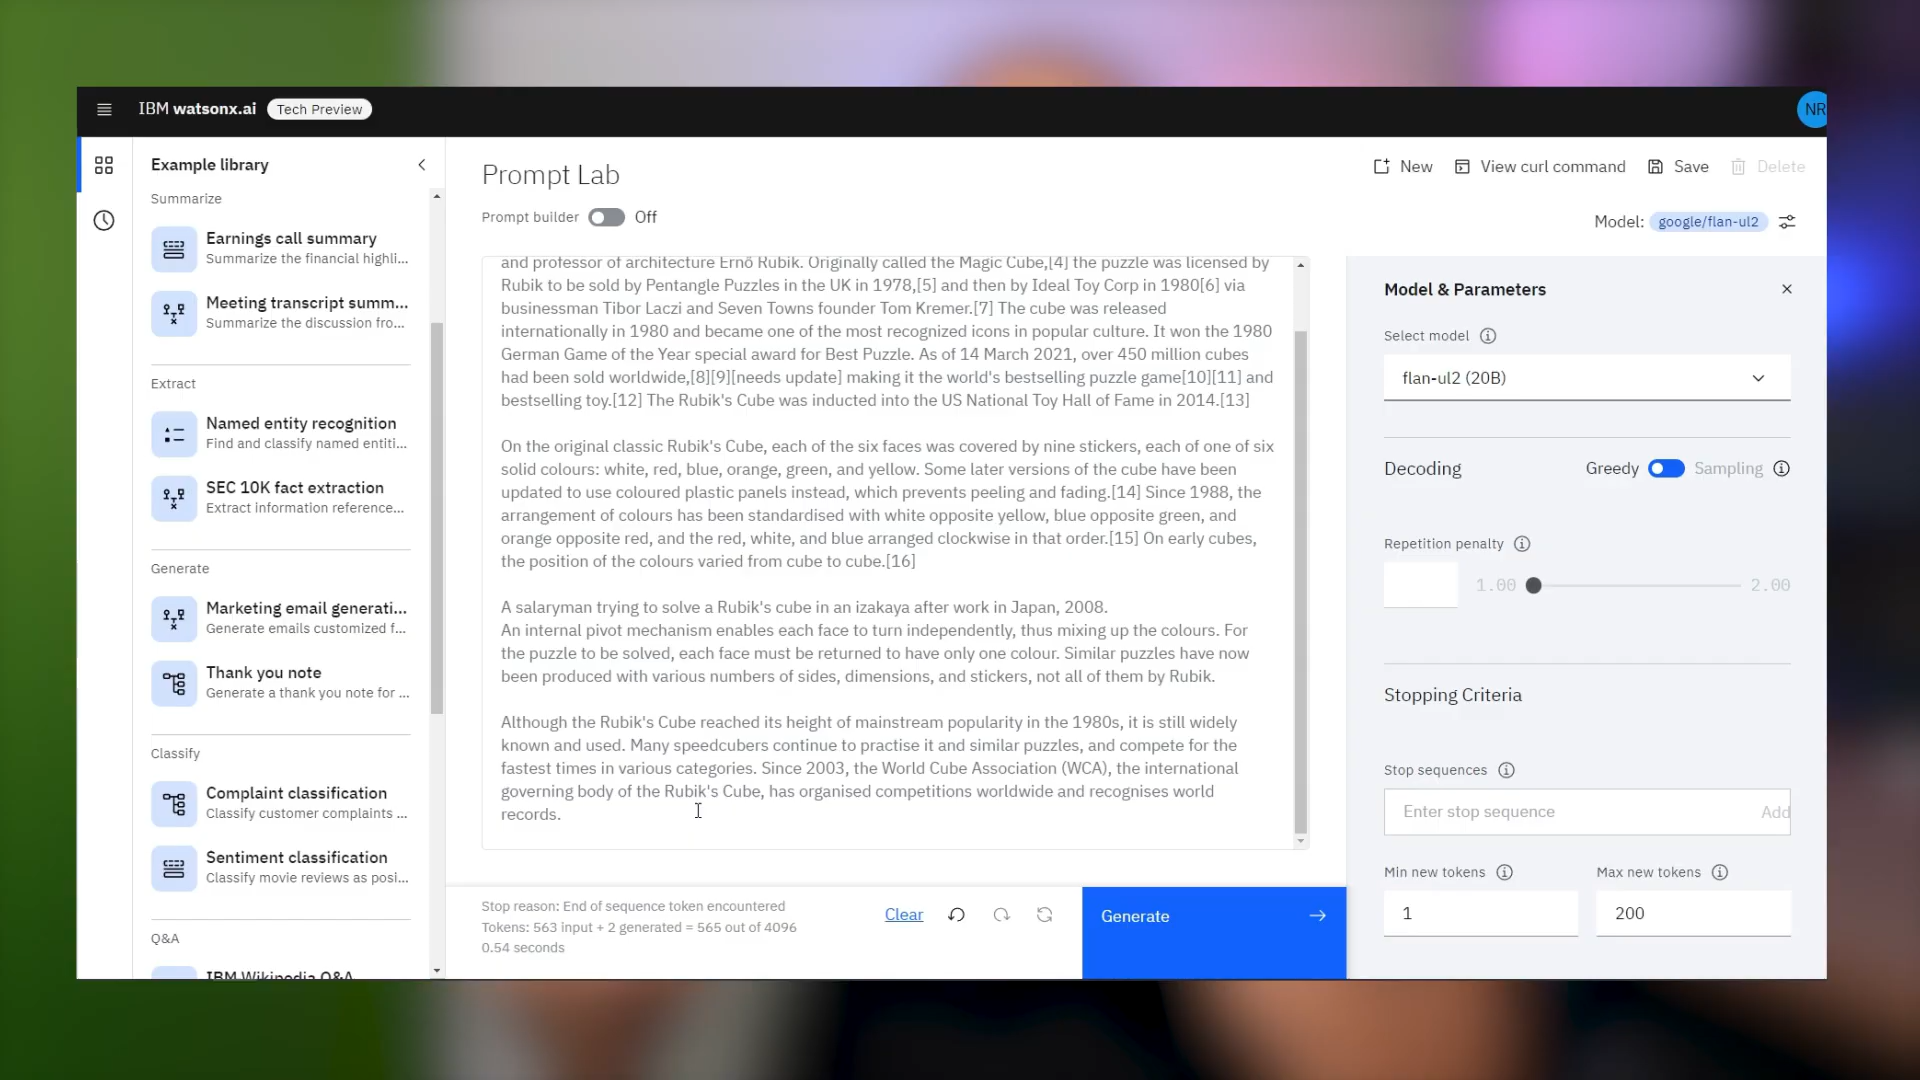 IBM watsonx.ai
Tech Preview
NR
Example library
Summarize
Earnings call summary
Summarize the financial highli...
Meeting transcript summ...
Summarize the discussion fro...
Extract
Named entity recognition
Find and classify named entiti...
SEC 10K fact extraction
Extract information reference...
Generate
Marketing email generati...
Generate emails customized f...
Thank you note
Generate a thank you note for ...
Classify
Complaint classification
Classify customer complaints ...
Sentiment classification
Classify movie reviews as posi...
Q&A
IBM Wikipedia Q&A
Prompt Lab
Prompt builder Off
New
View curl command
Save
Delete
Model: google/flan-ul2
and professor of architecture Ernő Rubik. Originally called the Magic Cube,[4] the puzzle was licensed by
Rubik to be sold by Pentangle Puzzles in the UK in 1978,[5] and then by Ideal Toy Corp in 1980[6] via
businessman Tibor Laczi and Seven Towns founder Tom Kremer.[7] The cube was released
internationally in 1980 and became one of the most recognized icons in popular culture. It won the 1980
German Game of the Year special award for Best Puzzle. As of 14 March 2021, over 450 million cubes
had been sold worldwide,[8][9][needs update] making it the world's bestselling puzzle game[10][11] and
bestselling toy.[12] The Rubik's Cube was inducted into the US National Toy Hall of Fame in 2014.[13]
On the original classic Rubik's Cube, each of the six faces was covered by nine stickers, each of one of six
solid colours: white, red, blue, orange, green, and yellow. Some later versions of the cube have been
updated to use coloured plastic panels instead, which prevents peeling and fading.[14] Since 1988, the
arrangement of colours has been standardised with white opposite yellow, blue opposite green, and
orange opposite red, and the red, white, and blue arranged clockwise in that order.[15] On early cubes,
the position of the colours varied from cube to cube.[16]
A salaryman trying to solve a Rubik's cube in an izakaya after work in Japan, 2008.
An internal pivot mechanism enables each face to turn independently, thus mixing up the colours. For
the puzzle to be solved, each face must be returned to have only one colour. Similar puzzles have now
been produced with various numbers of sides, dimensions, and stickers, not all of them by Rubik.
Although the Rubik's Cube reached its height of mainstream popularity in the 1980s, it is still widely
known and used. Many speedcubers continue to practise it and similar puzzles, and compete for the
fastest times in various categories. Since 2003, the World Cube Association (WCA), the international
governing body of the Rubik's Cube, has organised competitions worldwide and recognises world
records.
Stop reason: End of sequence token encountered
Tokens: 563 input + 2 generated = 565 out of 4096
0.54 seconds
Clear
Generate
Model & Parameters
Select model
flan-ul2 (20B)
Decoding
Greedy
Sampling
Repetition penalty
1.00
2.00
Stopping Criteria
Stop sequences
Enter stop sequence
Add
Min new tokens
Max new tokens
1
200